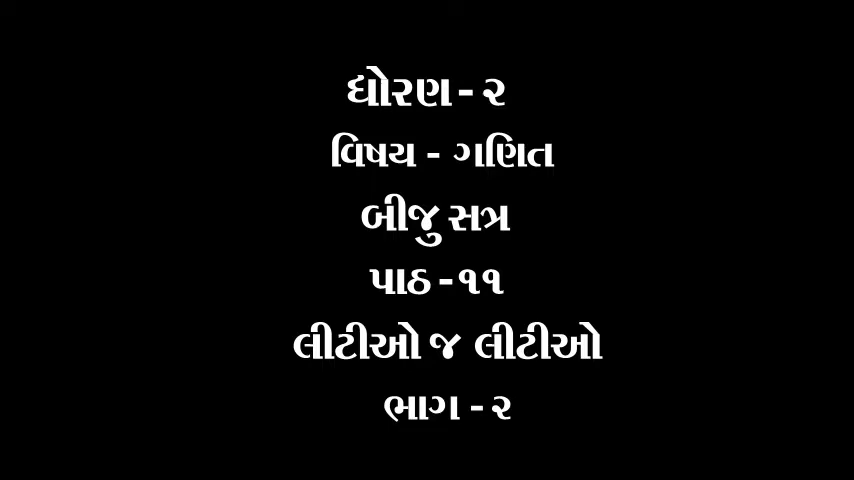 ધોરણ - ૨
વિષય - ગણિત
બીજુ સત્ર
પાઠ - ૧૧
લીટીઓ જ લીટીઓ
ભાગ - ૨